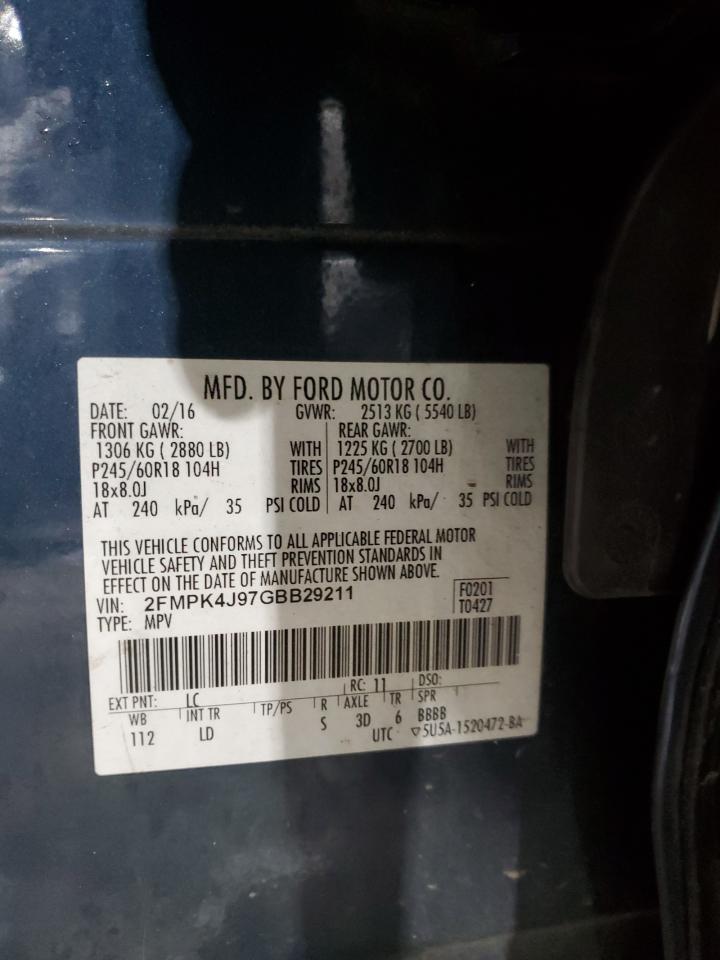 MFD. BY FORD MOTOR CO.
DATE: 02/16 GVWR: 2513 KG ( 5540 LB)
FRONT GAWR: REAR GAWR:
1306 KG ( 2880 LB) WITH 1225 KG ( 2700 LB) WITH
P245/60R18 104H TIRES P245/60R18 104H TIRES
18x8.0J RIMS 18x8.0J RIMS
AT 240 kPa/ 35 PSI COLD AT 240 kPa/ 35 PSI COLD
THIS VEHICLE CONFORMS TO ALL APPLICABLE FEDERAL MOTOR
VEHICLE SAFETY AND THEFT PREVENTION STANDARDS IN
EFFECT ON THE DATE OF MANUFACTURE SHOWN ABOVE.
VIN: 2FMPK4J97GBB29211 F0201
TYPE: MPV T0427
RC: 11 DSO:
EXT PNT: LC
WB INT TR TP/PS R AXLE TR SPR
112 LD S 3D 6 BBBB
UTC ▽5U5A-1520472-BA